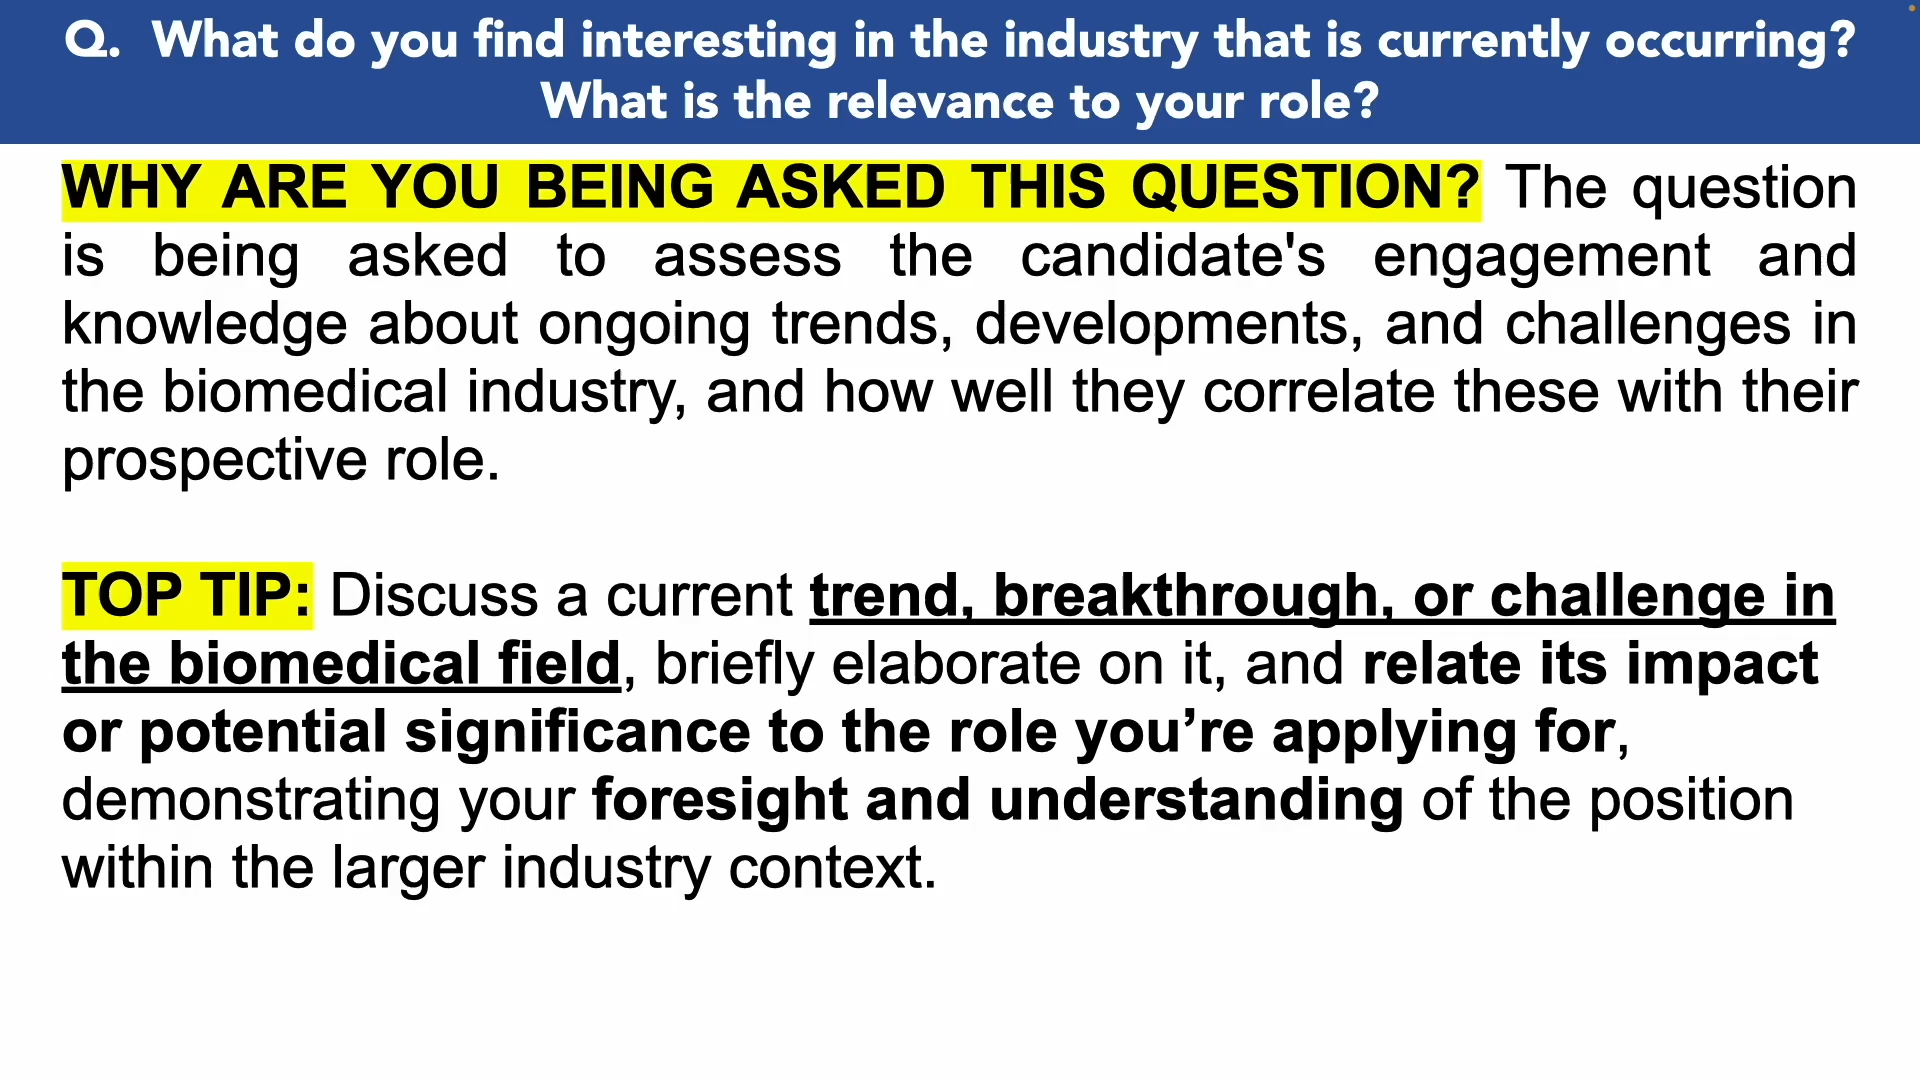 Q. What do you find interesting in the industry that is currently occurring?
What is the relevance to your role?
WHY ARE YOU BEING ASKED THIS QUESTION? The question
is being asked to assess the candidate's engagement and
knowledge about ongoing trends, developments, and challenges in
the biomedical industry, and how well they correlate these with their
prospective role.
TOP TIP: Discuss a current trend, breakthrough, or challenge in
the biomedical field, briefly elaborate on it, and relate its impact
or potential significance to the role you’re applying for,
demonstrating your foresight and understanding of the position
within the larger industry context.